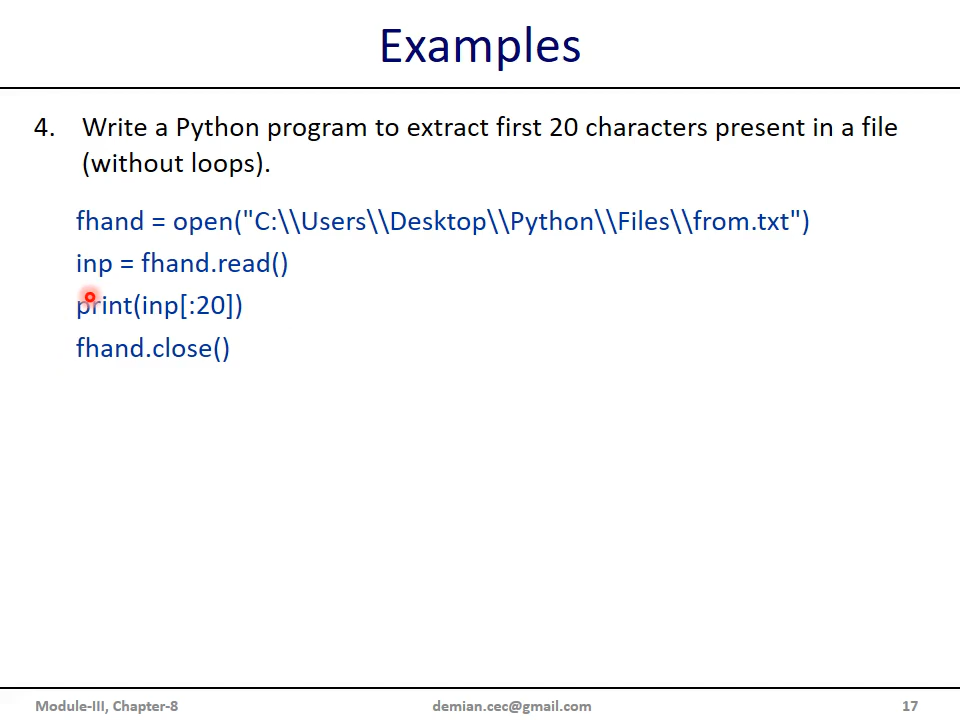 Examples
4. Write a Python program to extract first 20 characters present in a file
(without loops).
fhand = open("C:\\Users\\Desktop\\Python\\Files\\from.txt")
inp = fhand.read()
print(inp[:20])
fhand.close()
Module-III, Chapter-8
demian.cec@gmail.com
17